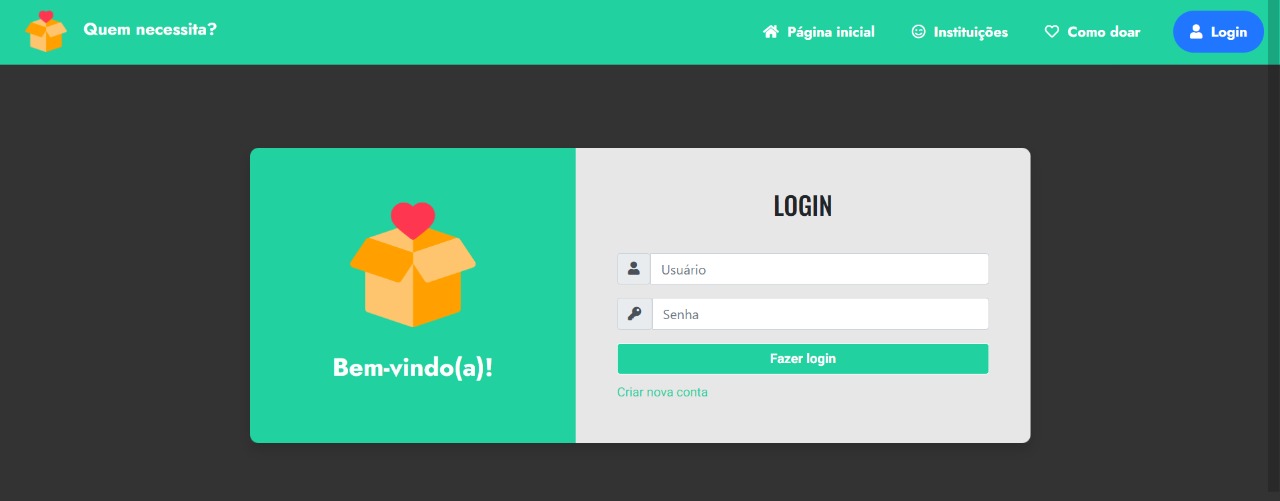 Quem necessita?
Página inicial
Instituições
Como doar
Login
Bem-vindo(a)!
LOGIN
Usuário
Senha
Fazer login
Criar nova conta